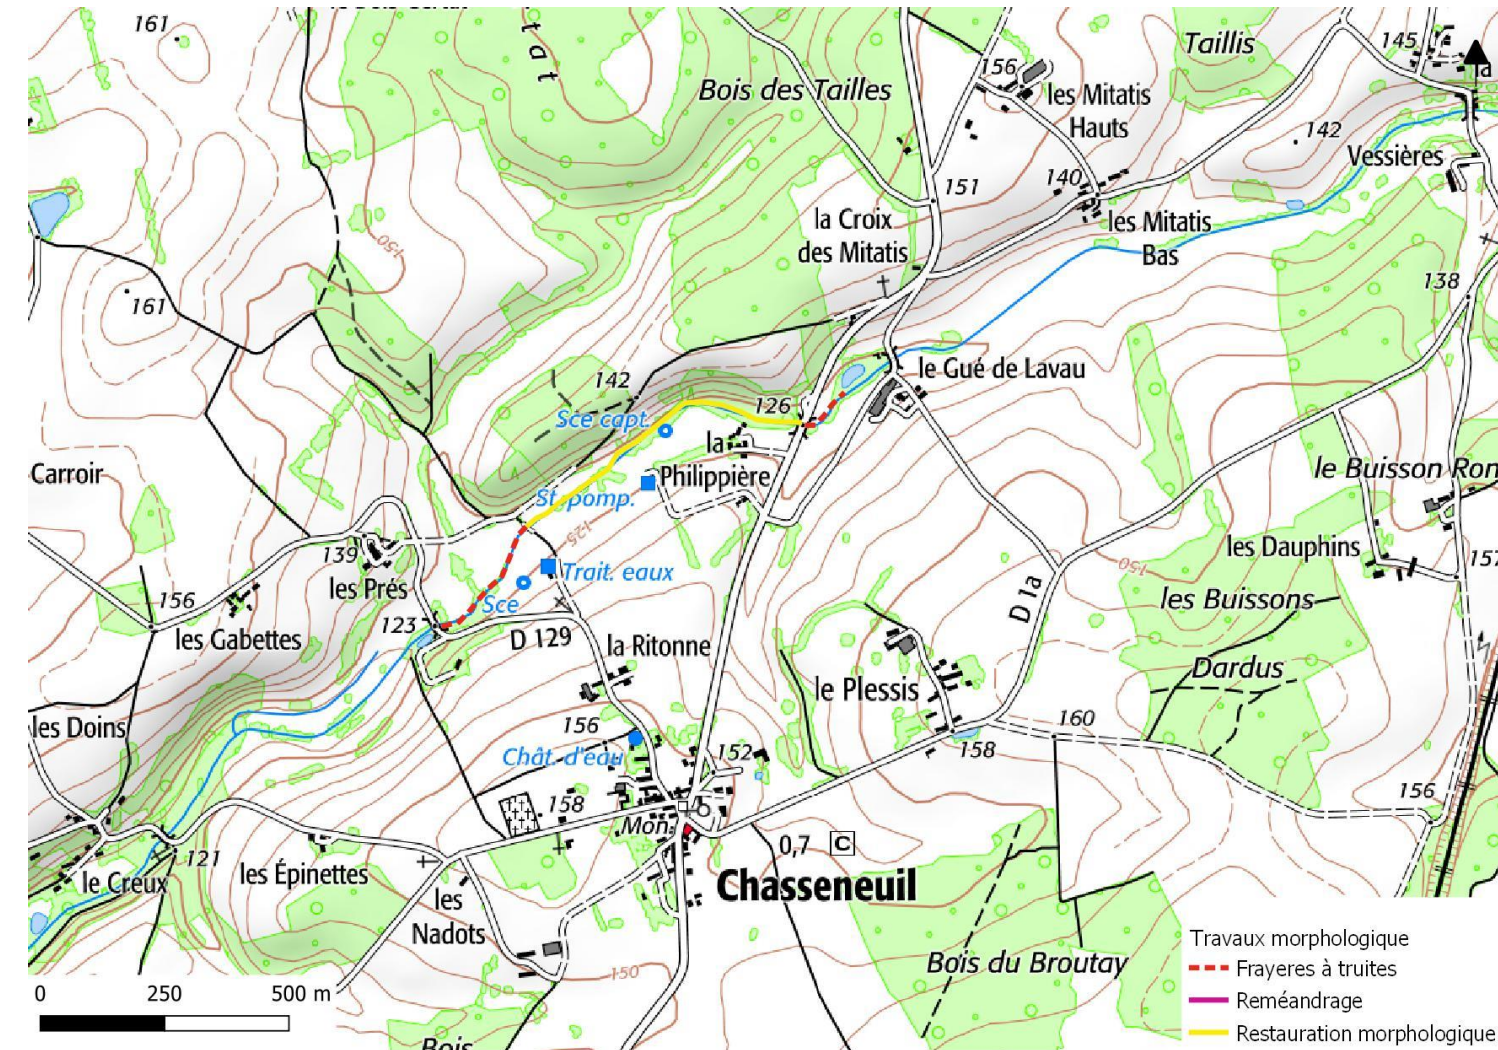 161
tat
Taillis
145
la
156
Bois des Tailles
les Mitatis
Hauts
142
Vessières
140
151
la Croix
des Mitatis
les Mitatis
Bas
150
138
161
le Gué de Lavau
142
126
Sce capt.
la
Philippière
Carroir
le Buisson Ron
St. pomp.
125
139
les Dauphins
157
les Prés
Trait. eaux
150
156
Sce
D 1a
les Buissons
les Gabettes
123
D 129
la Ritonne
Dardus
le Plessis
les Doins
156
160
152
158
Chât. d'eau
156
158
Mon.
0,7 C
121
le Creux
les Épinettes
Chasseneuil
les
Nadots
150
Bois du Broutay
Travaux morphologique
Frayeres à truites
0 250 500 m
Reméandrage
Restauration morphologique
Bois